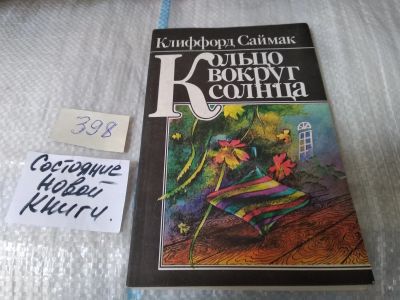 Клиффорд Саймак
Кольцо
вокруг
солнца
398
Состояние
новой
книги.